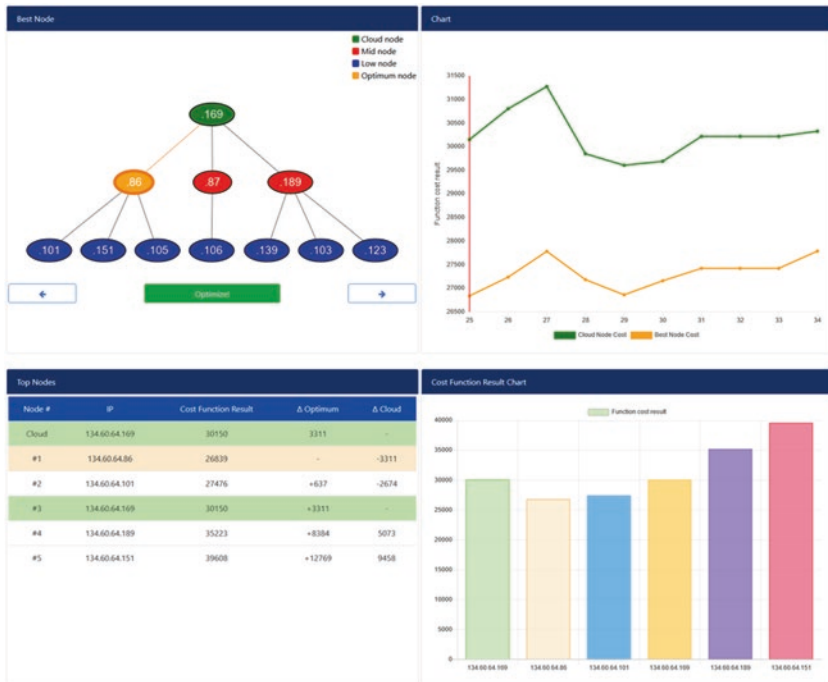 Best Node
Cloud node
Mid node
Low node
Optimum node
.169
.86 .87 .189
.101 .151 .105 .106 .139 .103 .123
← Optimize! →
Chart
Function cost result
31500
31000
30500
30000
29500
29000
28500
28000
27500
27000
26500
25 26 27 28 29 30 31 32 33 34
Cloud Node Cost Best Node Cost
Top Nodes
Node # IP Cost Function Result Δ Optimum Δ Cloud
Cloud 134.60.64.169 30150 3311 -
#1 134.60.64.86 26839 - -3311
#2 134.60.64.101 27476 +637 -2674
#3 134.60.64.169 30150 +3311 -
#4 134.60.64.189 35223 +8384 5073
#5 134.60.64.151 39608 +12769 9458
Cost Function Result Chart
Function cost result
40000
35000
30000
25000
20000
15000
10000
5000
0
134.60.64.169 134.60.64.86 134.60.64.101 134.60.64.169 134.60.64.189 134.60.64.151